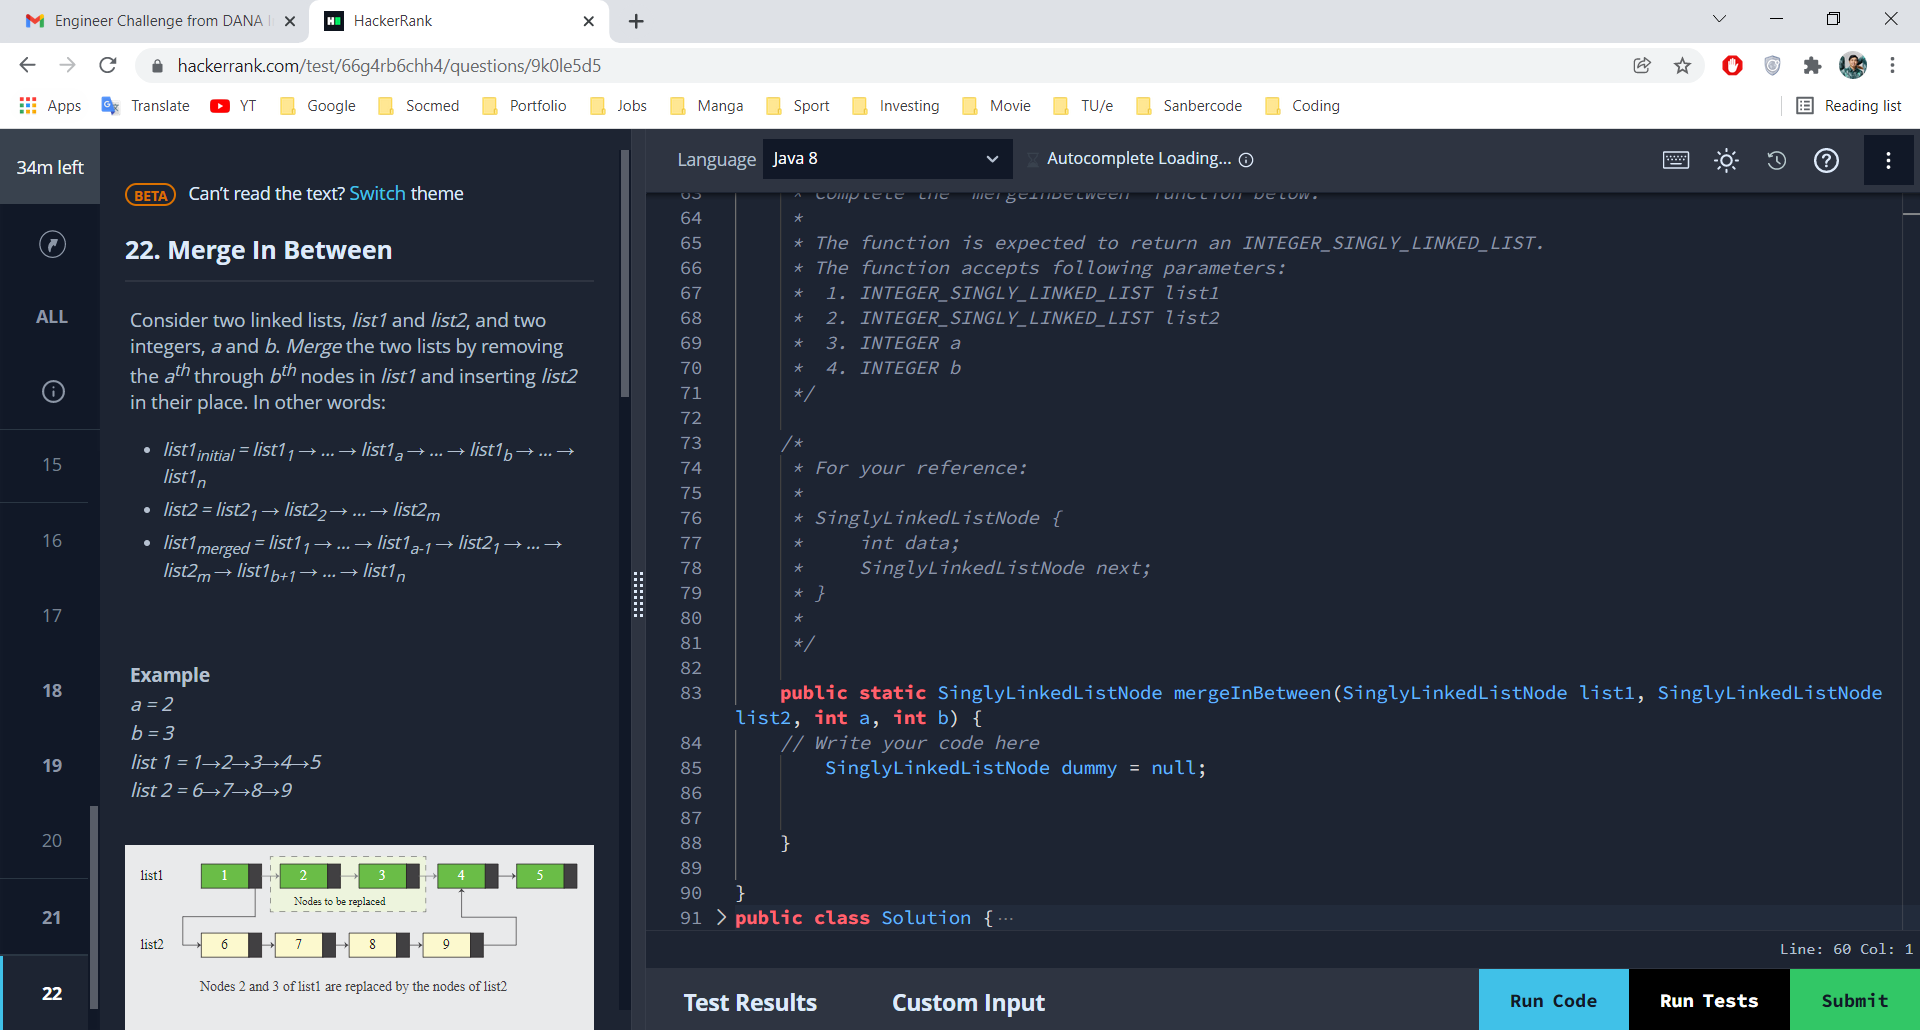 Engineer Challenge from DANA I
HackerRank
hackerrank.com/test/66g4rb6chh4/questions/9k0le5d5
Apps Translate YT Google Socmed Portfolio Jobs Manga Sport Investing Movie TU/e Sanbercode Coding Reading list
34m left
ALL
15
16
17
18
19
20
21
22
BETA Can't read the text? Switch theme
22. Merge In Between
Consider two linked lists, list1 and list2, and two
integers, a and b. Merge the two lists by removing
the ath through bth nodes in list1 and inserting list2
in their place. In other words:
• list1initial = list11 → ... → list1a → ... → list1b → ... →
list1n
• list2 = list21 → list22 → ... → list2m
• list1merged = list11 → ... → list1a-1 → list21 → ... →
list2m → list1b+1 → ... → list1n
Example
a = 2
b = 3
list 1 = 1→2→3→4→5
list 2 = 6→7→8→9
list1 1 2 3 4 5
Nodes to be replaced
list2 6 7 8 9
Nodes 2 and 3 of list1 are replaced by the nodes of list2
Language Java 8 Autocomplete Loading...
63 * Complete the 'mergeInBetween' function below.
64 *
65 * The function is expected to return an INTEGER_SINGLY_LINKED_LIST.
66 * The function accepts following parameters:
67 * 1. INTEGER_SINGLY_LINKED_LIST list1
68 * 2. INTEGER_SINGLY_LINKED_LIST list2
69 * 3. INTEGER a
70 * 4. INTEGER b
71 */
72
73 /*
74 * For your reference:
75 *
76 * SinglyLinkedListNode {
77 * int data;
78 * SinglyLinkedListNode next;
79 * }
80 *
81 */
82
83 public static SinglyLinkedListNode mergeInBetween(SinglyLinkedListNode list1, SinglyLinkedListNode
list2, int a, int b) {
84 // Write your code here
85 SinglyLinkedListNode dummy = null;
86
87
88 }
89
90 }
91 public class Solution { ...
Line: 60 Col: 1
Test Results Custom Input Run Code Run Tests Submit